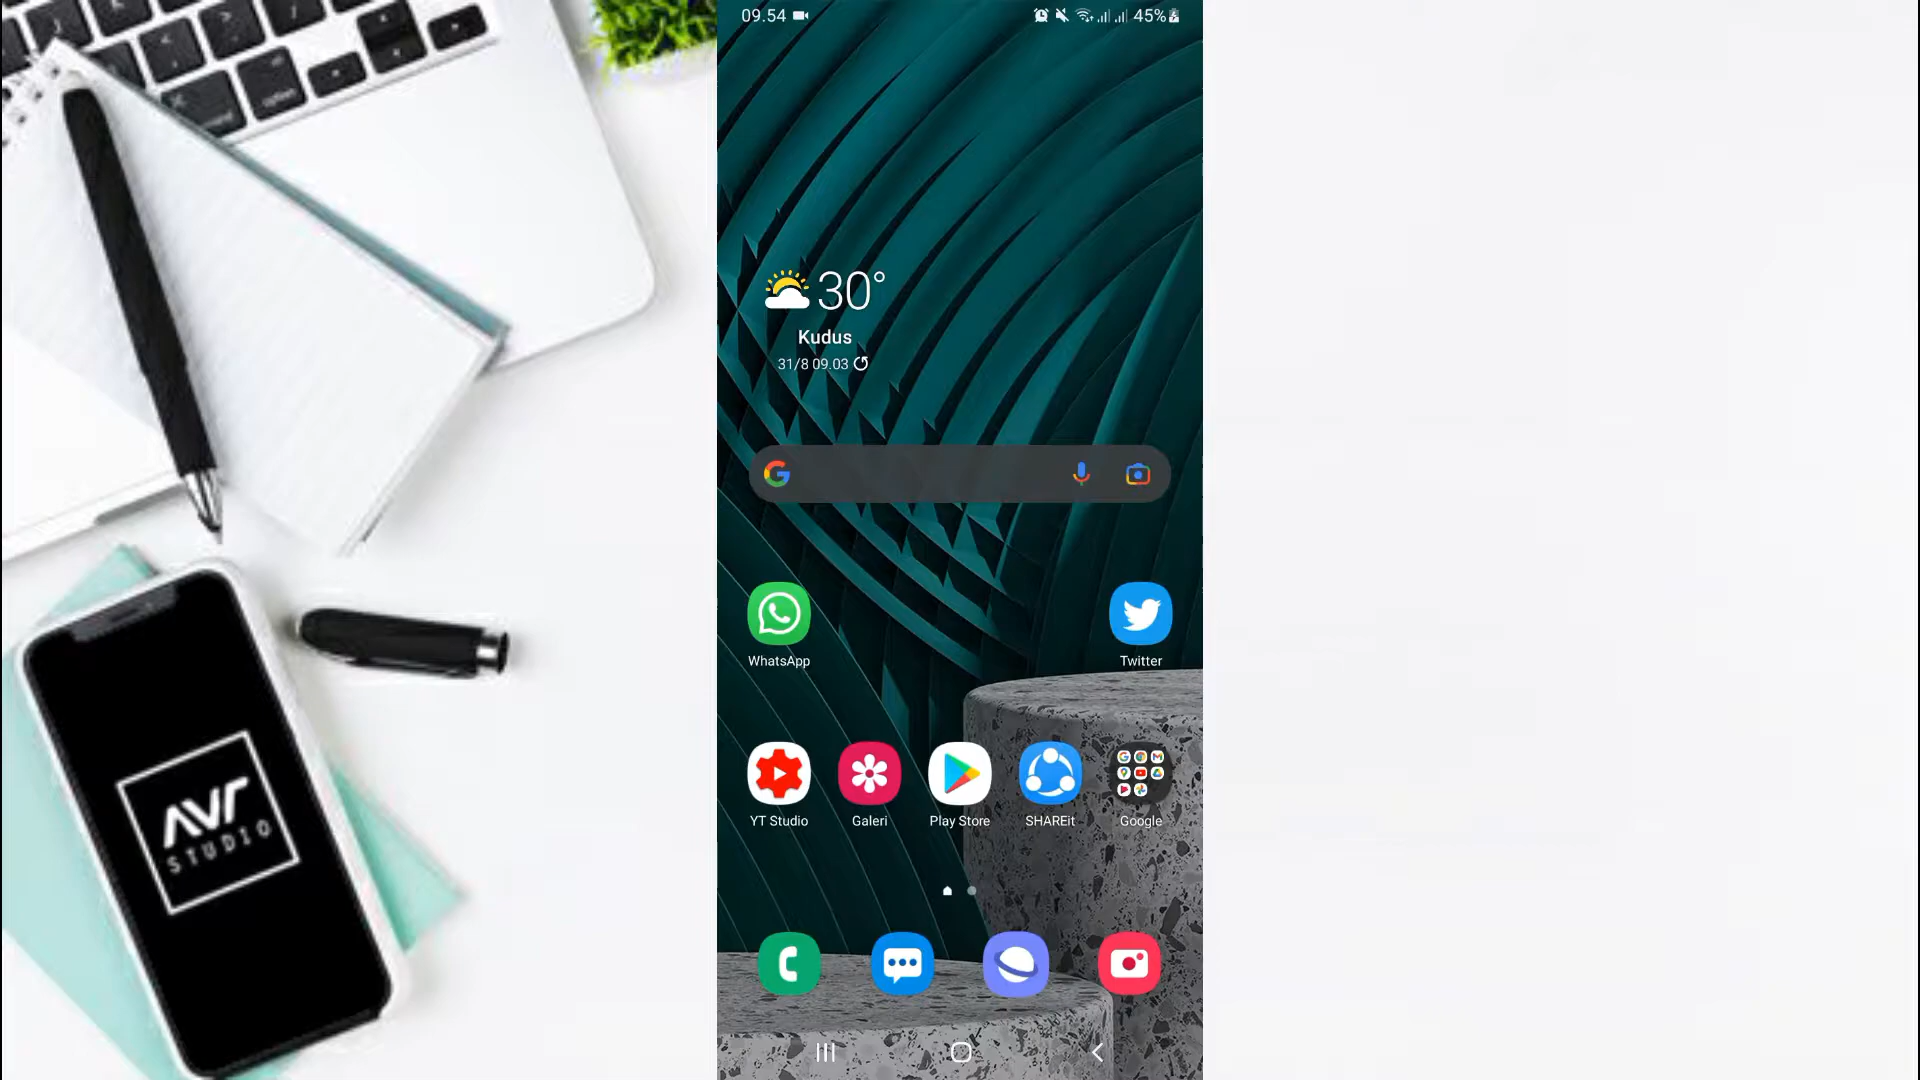 option
AVR
STUDIO
09.54
45%
30°
Kudus
31/8 09.03
WhatsApp
Twitter
YT Studio
Galeri
Play Store
SHAREit
Google